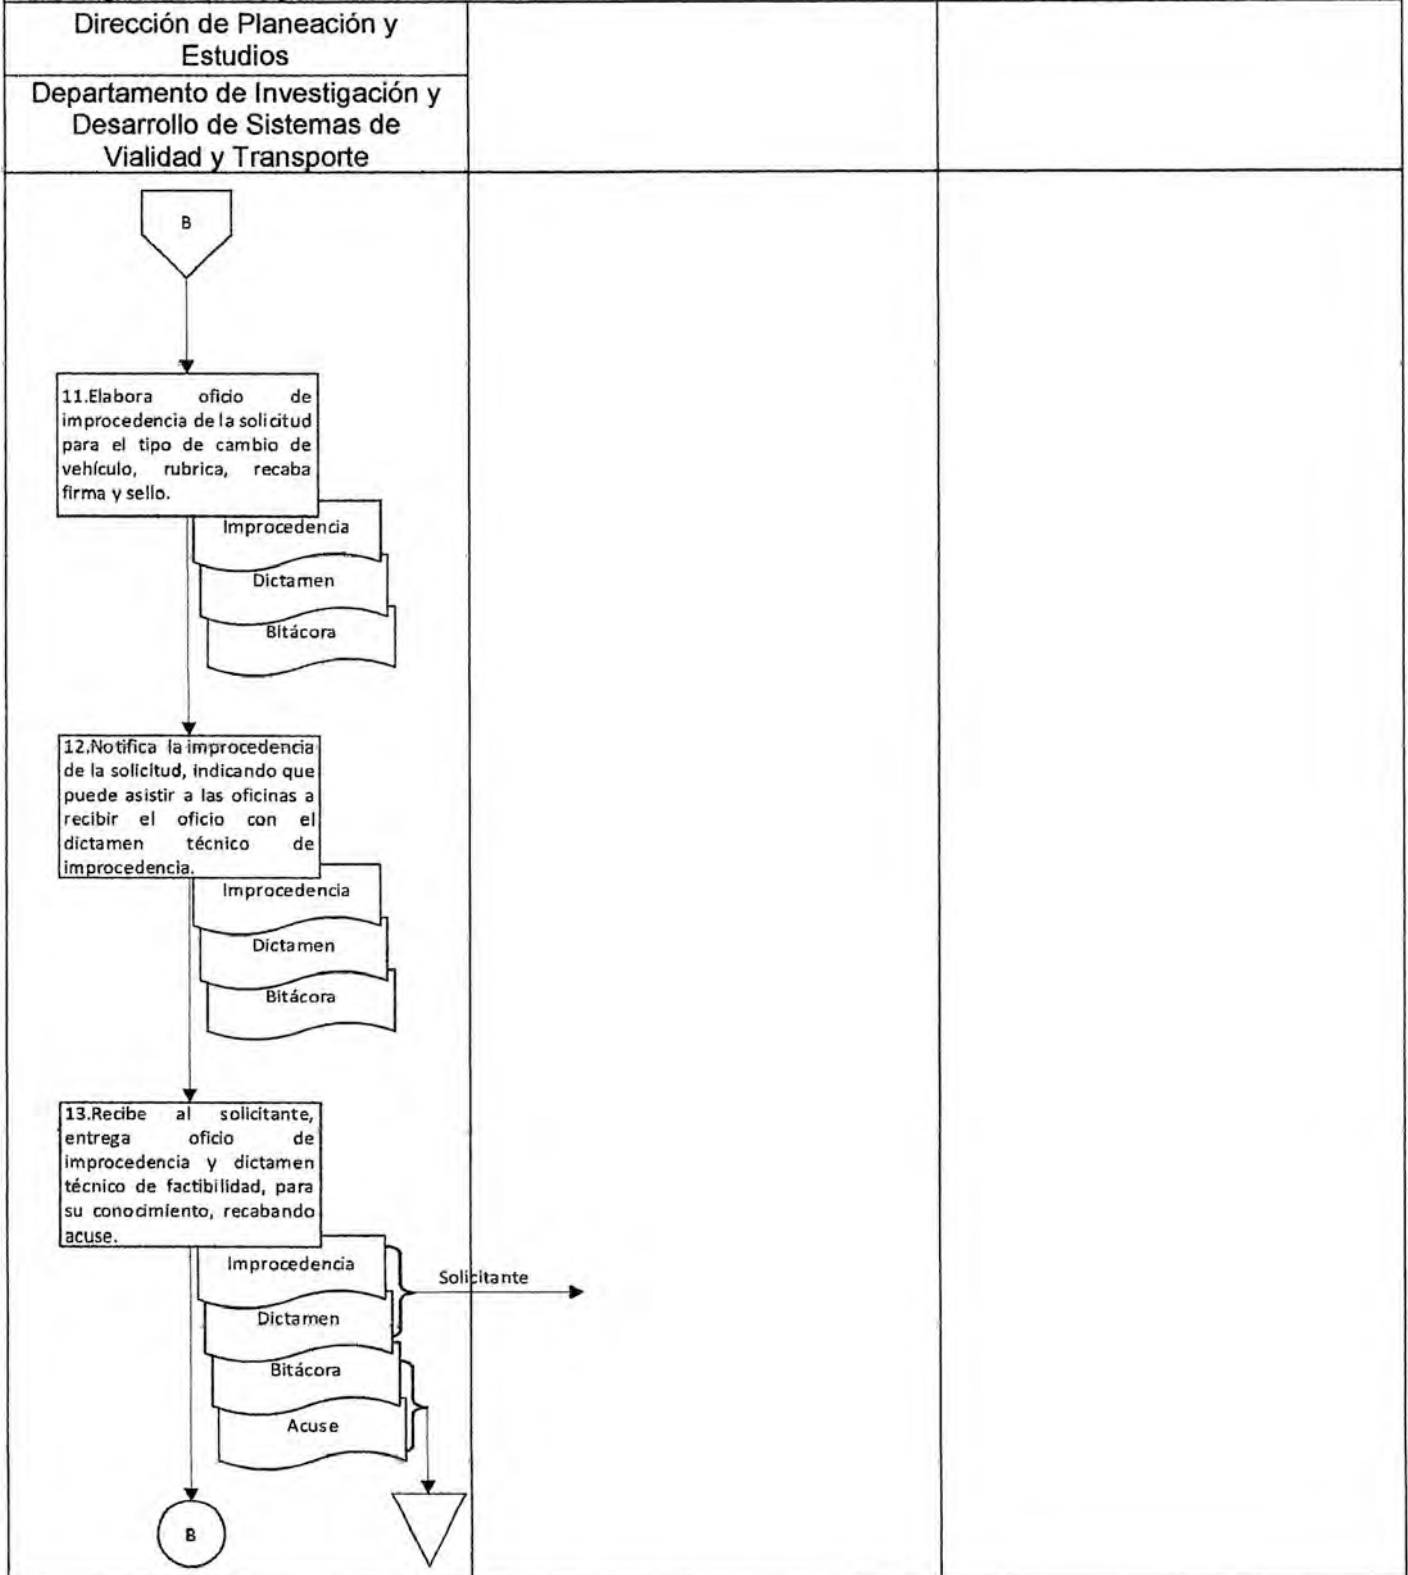 Dirección de Planeación y
Estudios
Departamento de Investigación y
Desarrollo de Sistemas de
Vialidad y Transporte
B
11.Elabora oficio de
improcedencia de la solicitud
para el tipo de cambio de
vehículo, rubrica, recaba
firma y sello.
Improcedencia
Dictamen
Bitácora
12.Notifica la improcedencia
de la solicitud, indicando que
puede asistir a las oficinas a
recibir el oficio con el
dictamen técnico de
improcedencia.
Improcedencia
Dictamen
Bitácora
13.Recibe al solicitante,
entrega oficio de
improcedencia y dictamen
técnico de factibilidad, para
su conocimiento, recabando
acuse.
Improcedencia
Solicitante
Dictamen
Bitácora
Acuse
B